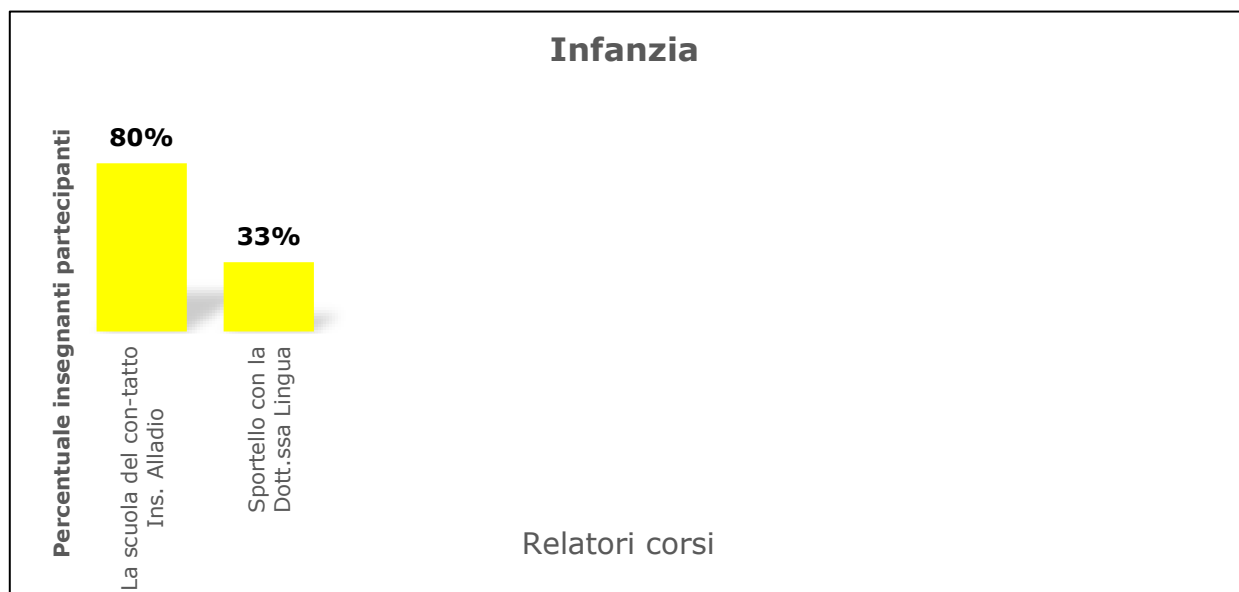 Infanzia
Percentuale insegnanti partecipanti
80%
33%
La scuola del con-tatto
Ins. Alladio
Sportello con la
Dott.ssa Lingua
Relatori corsi